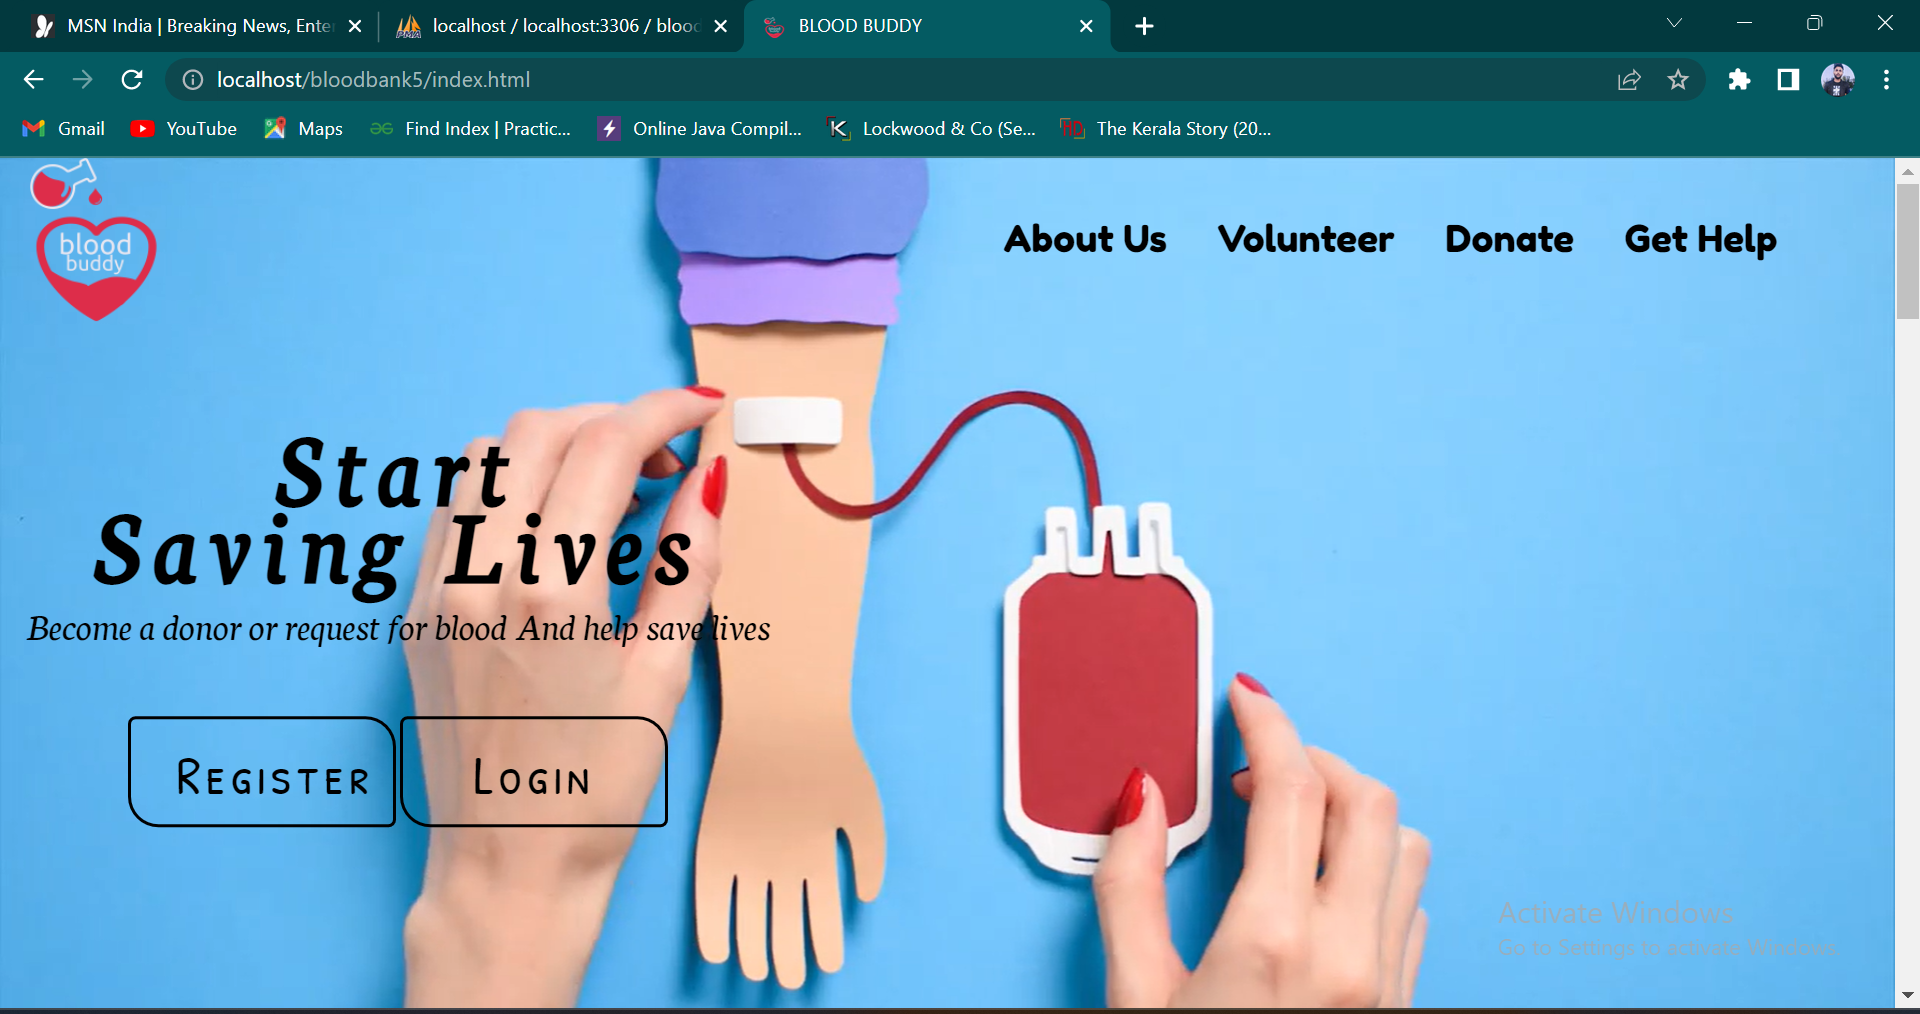 MSN India | Breaking News, Ente
localhost / localhost:3306 / blood
BLOOD BUDDY
localhost/bloodbank5/index.html
Gmail
YouTube
Maps
Find Index | Practic...
Online Java Compil...
Lockwood & Co (Se...
The Kerala Story (20...
blood
buddy
About Us
Volunteer
Donate
Get Help
Start
Saving Lives
Become a donor or request for blood And help save lives
Register
Login
Activate Windows
Go to Settings to activate Windows.